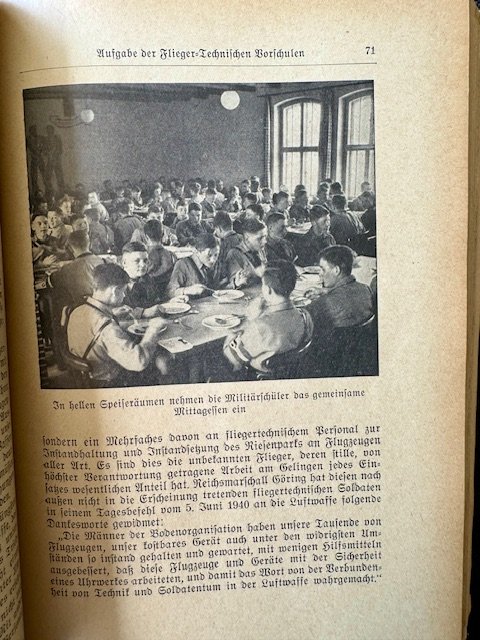 Aufgabe der Flieger-Technischen Vorschulen 71
In hellen Speiseräumen nehmen die Militärschüler das gemeinsame
Mittagessen ein
sondern ein Mehrfaches davon an fliegertechnischem Personal zur
Instandhaltung und Instandsetzung des Riesenparks an Flugzeugen
von aller Art. Es sind dies die unbekannten Flieger, deren stille, von
höchster Verantwortung getragene Arbeit am Gelingen jedes Ein-
satzes wesentlichen Anteil hat. Reichsmarschall Göring hat diesen nach
außen nicht in die Erscheinung tretenden fliegertechnischen Soldaten
in seinem Tagesbefehl vom 5. Juni 1940 an die Luftwaffe folgende
Dankesworte gewidmet:
„Die Männer der Bodenorganisation haben unsere Tausende von
Flugzeugen, unser kostbares Gerät auch unter den widrigsten Um-
ständen so instand gehalten und gewartet, mit wenigen Hilfsmitteln
ausgebessert, daß diese Flugzeuge und Geräte mit der Sicherheit
eines Uhrwerkes arbeiteten, und damit das Wort von der Verbunden-
heit von Technik und Soldatentum in der Luftwaffe wahrgemacht.“